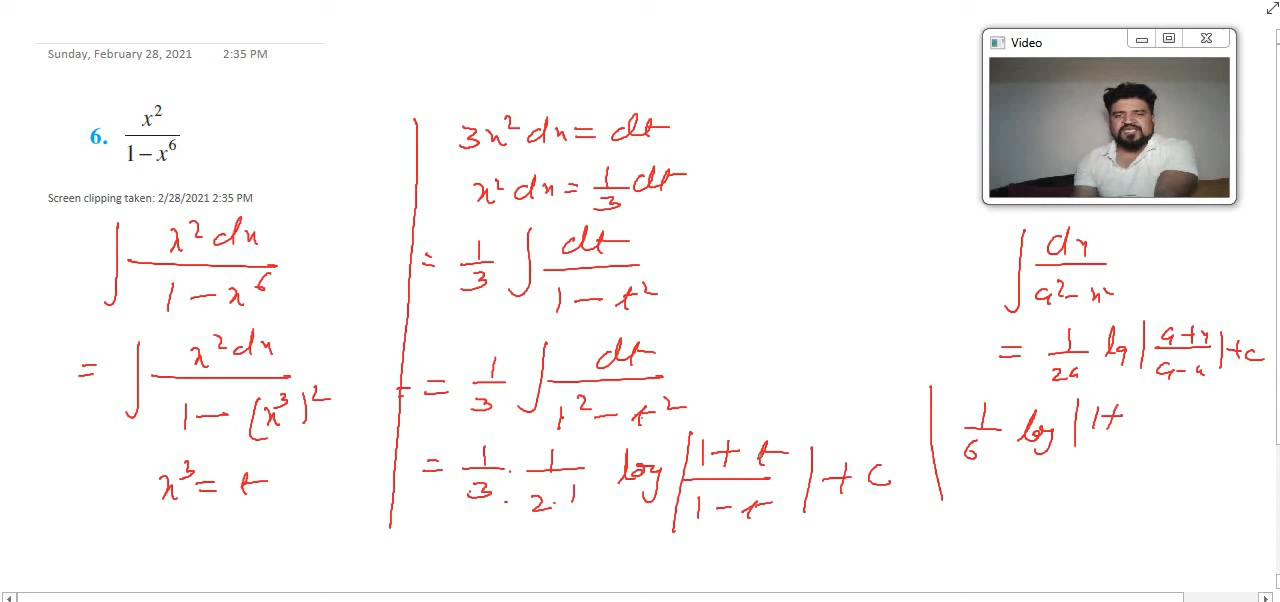 Sunday, February 28, 2021 2:35 PM
Video
6. x²/(1 − x⁶)
Screen clipping taken: 2/28/2021 2:35 PM
∫ x² dx / (1 − x⁶)
= ∫ x² dx / (1 − (x³)²)
x³ = t
3x² dx = dt
x² dx = 1/3 dt
= 1/3 ∫ dt / (1 − t²)
= 1/3 ∫ dt / (1² − t²)
= 1/3 · 1/2·1 log |(1 + t)/(1 − t)| + C
∫ dx / (a² − x²)
= 1/2a log |(a + x)/(a − x)| + C
1/6 log | 1+